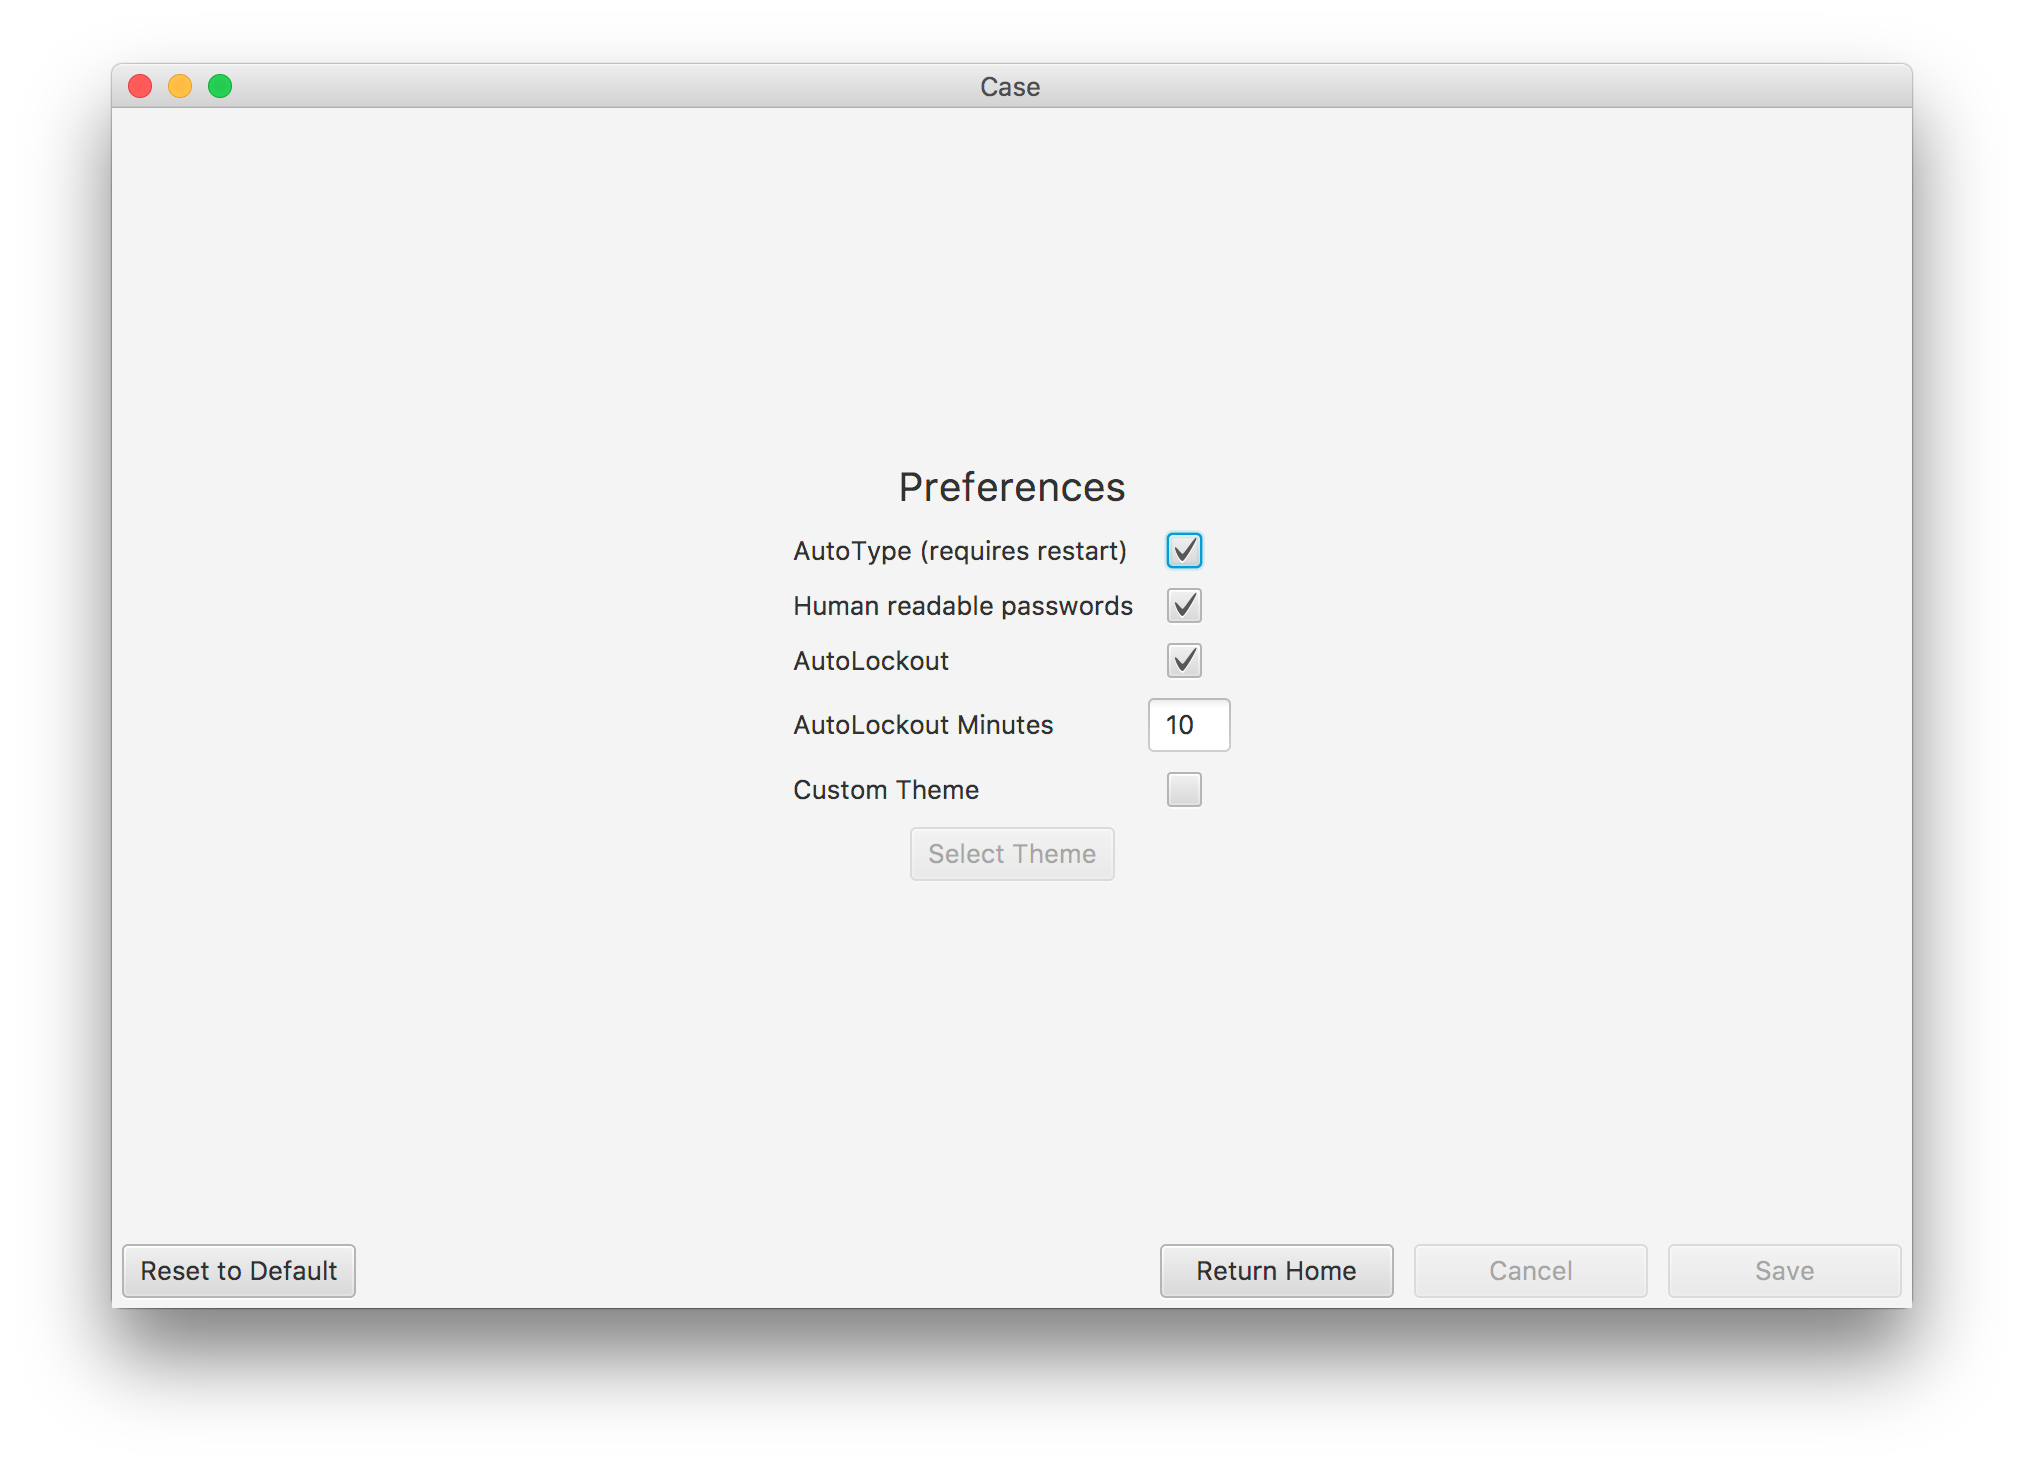 Case
Preferences
AutoType (requires restart)
Human readable passwords
AutoLockout
AutoLockout Minutes 10
Custom Theme
Select Theme
Reset to Default Return Home Cancel Save